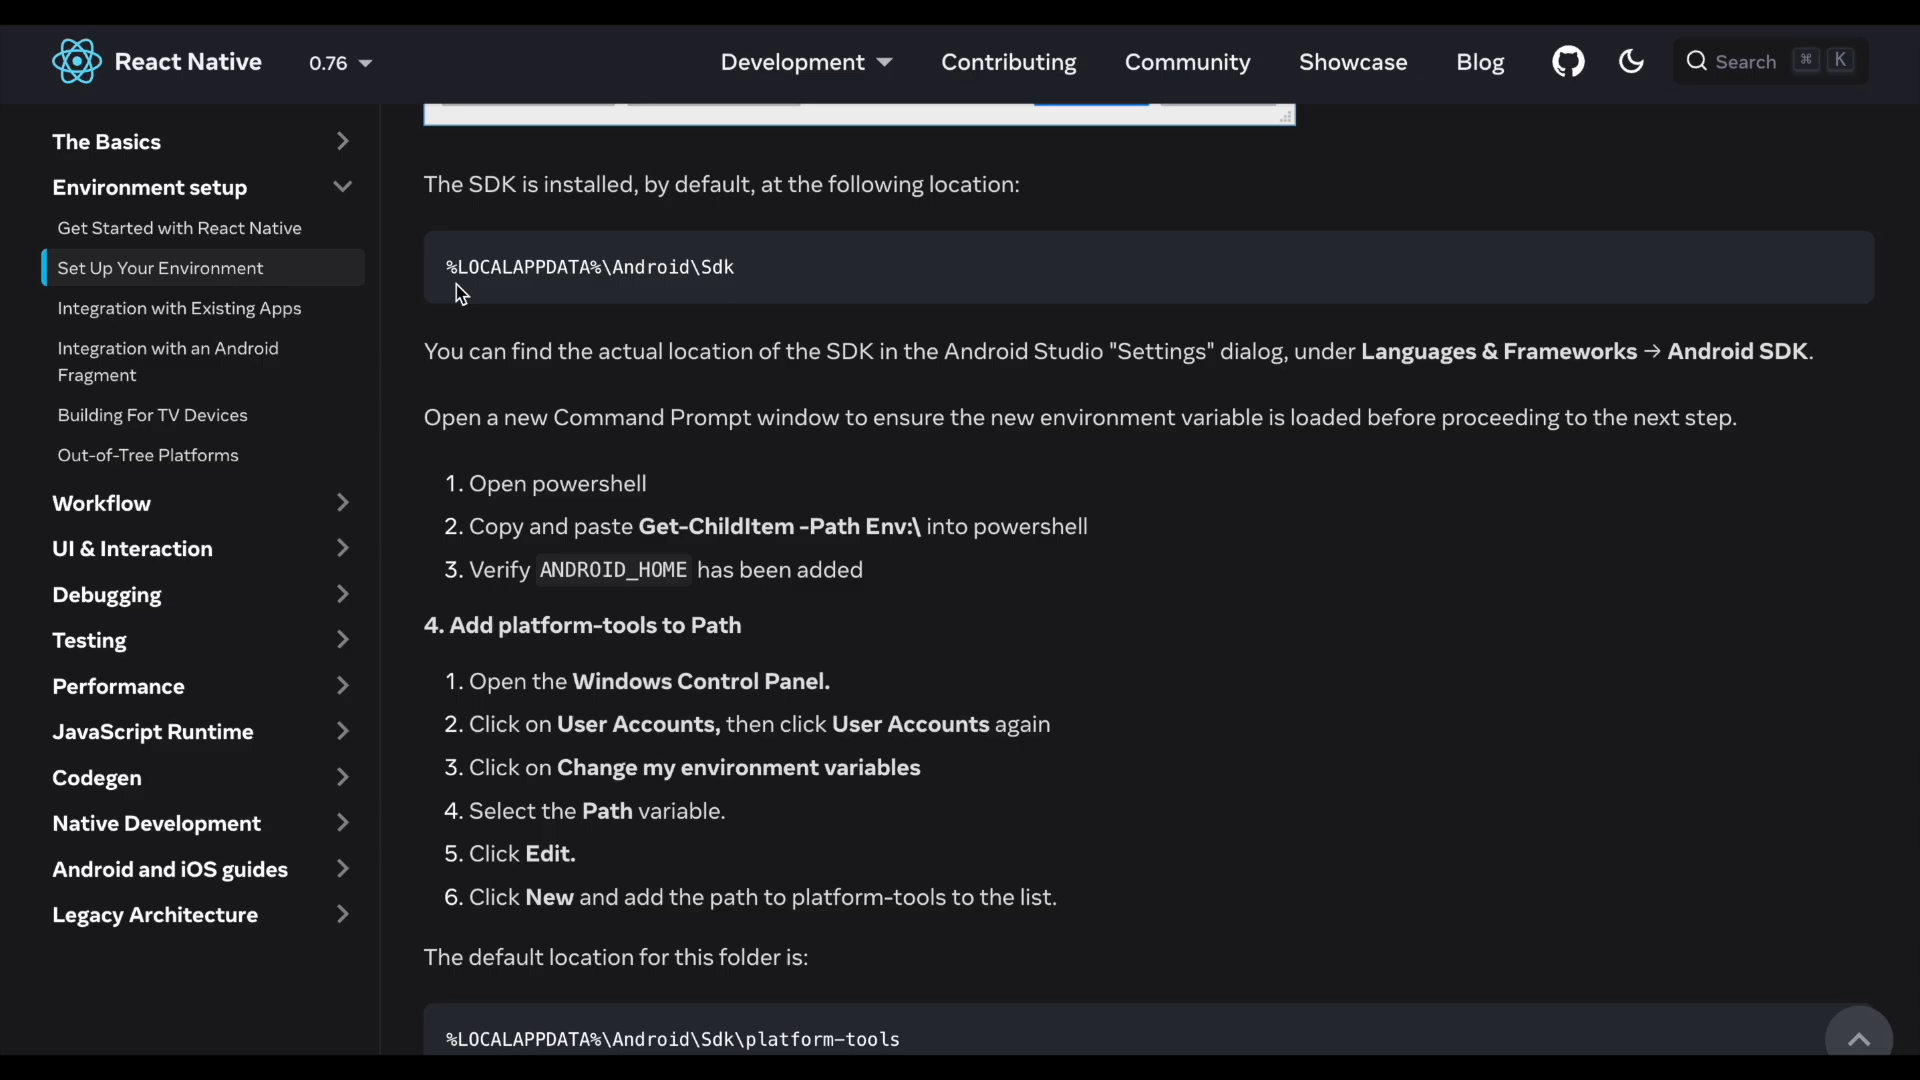 React Native
0.76
Development
Contributing
Community
Showcase
Blog
Search
⌘ K
The Basics
Environment setup
Get Started with React Native
Set Up Your Environment
Integration with Existing Apps
Integration with an Android
Fragment
Building For TV Devices
Out-of-Tree Platforms
Workflow
UI & Interaction
Debugging
Testing
Performance
JavaScript Runtime
Codegen
Native Development
Android and iOS guides
Legacy Architecture
The SDK is installed, by default, at the following location:
%LOCALAPPDATA%\Android\Sdk
You can find the actual location of the SDK in the Android Studio "Settings" dialog, under Languages & Frameworks → Android SDK.
Open a new Command Prompt window to ensure the new environment variable is loaded before proceeding to the next step.
1. Open powershell
2. Copy and paste Get-ChildItem -Path Env:\ into powershell
3. Verify ANDROID_HOME has been added
4. Add platform-tools to Path
1. Open the Windows Control Panel.
2. Click on User Accounts, then click User Accounts again
3. Click on Change my environment variables
4. Select the Path variable.
5. Click Edit.
6. Click New and add the path to platform-tools to the list.
The default location for this folder is:
%LOCALAPPDATA%\Android\Sdk\platform-tools